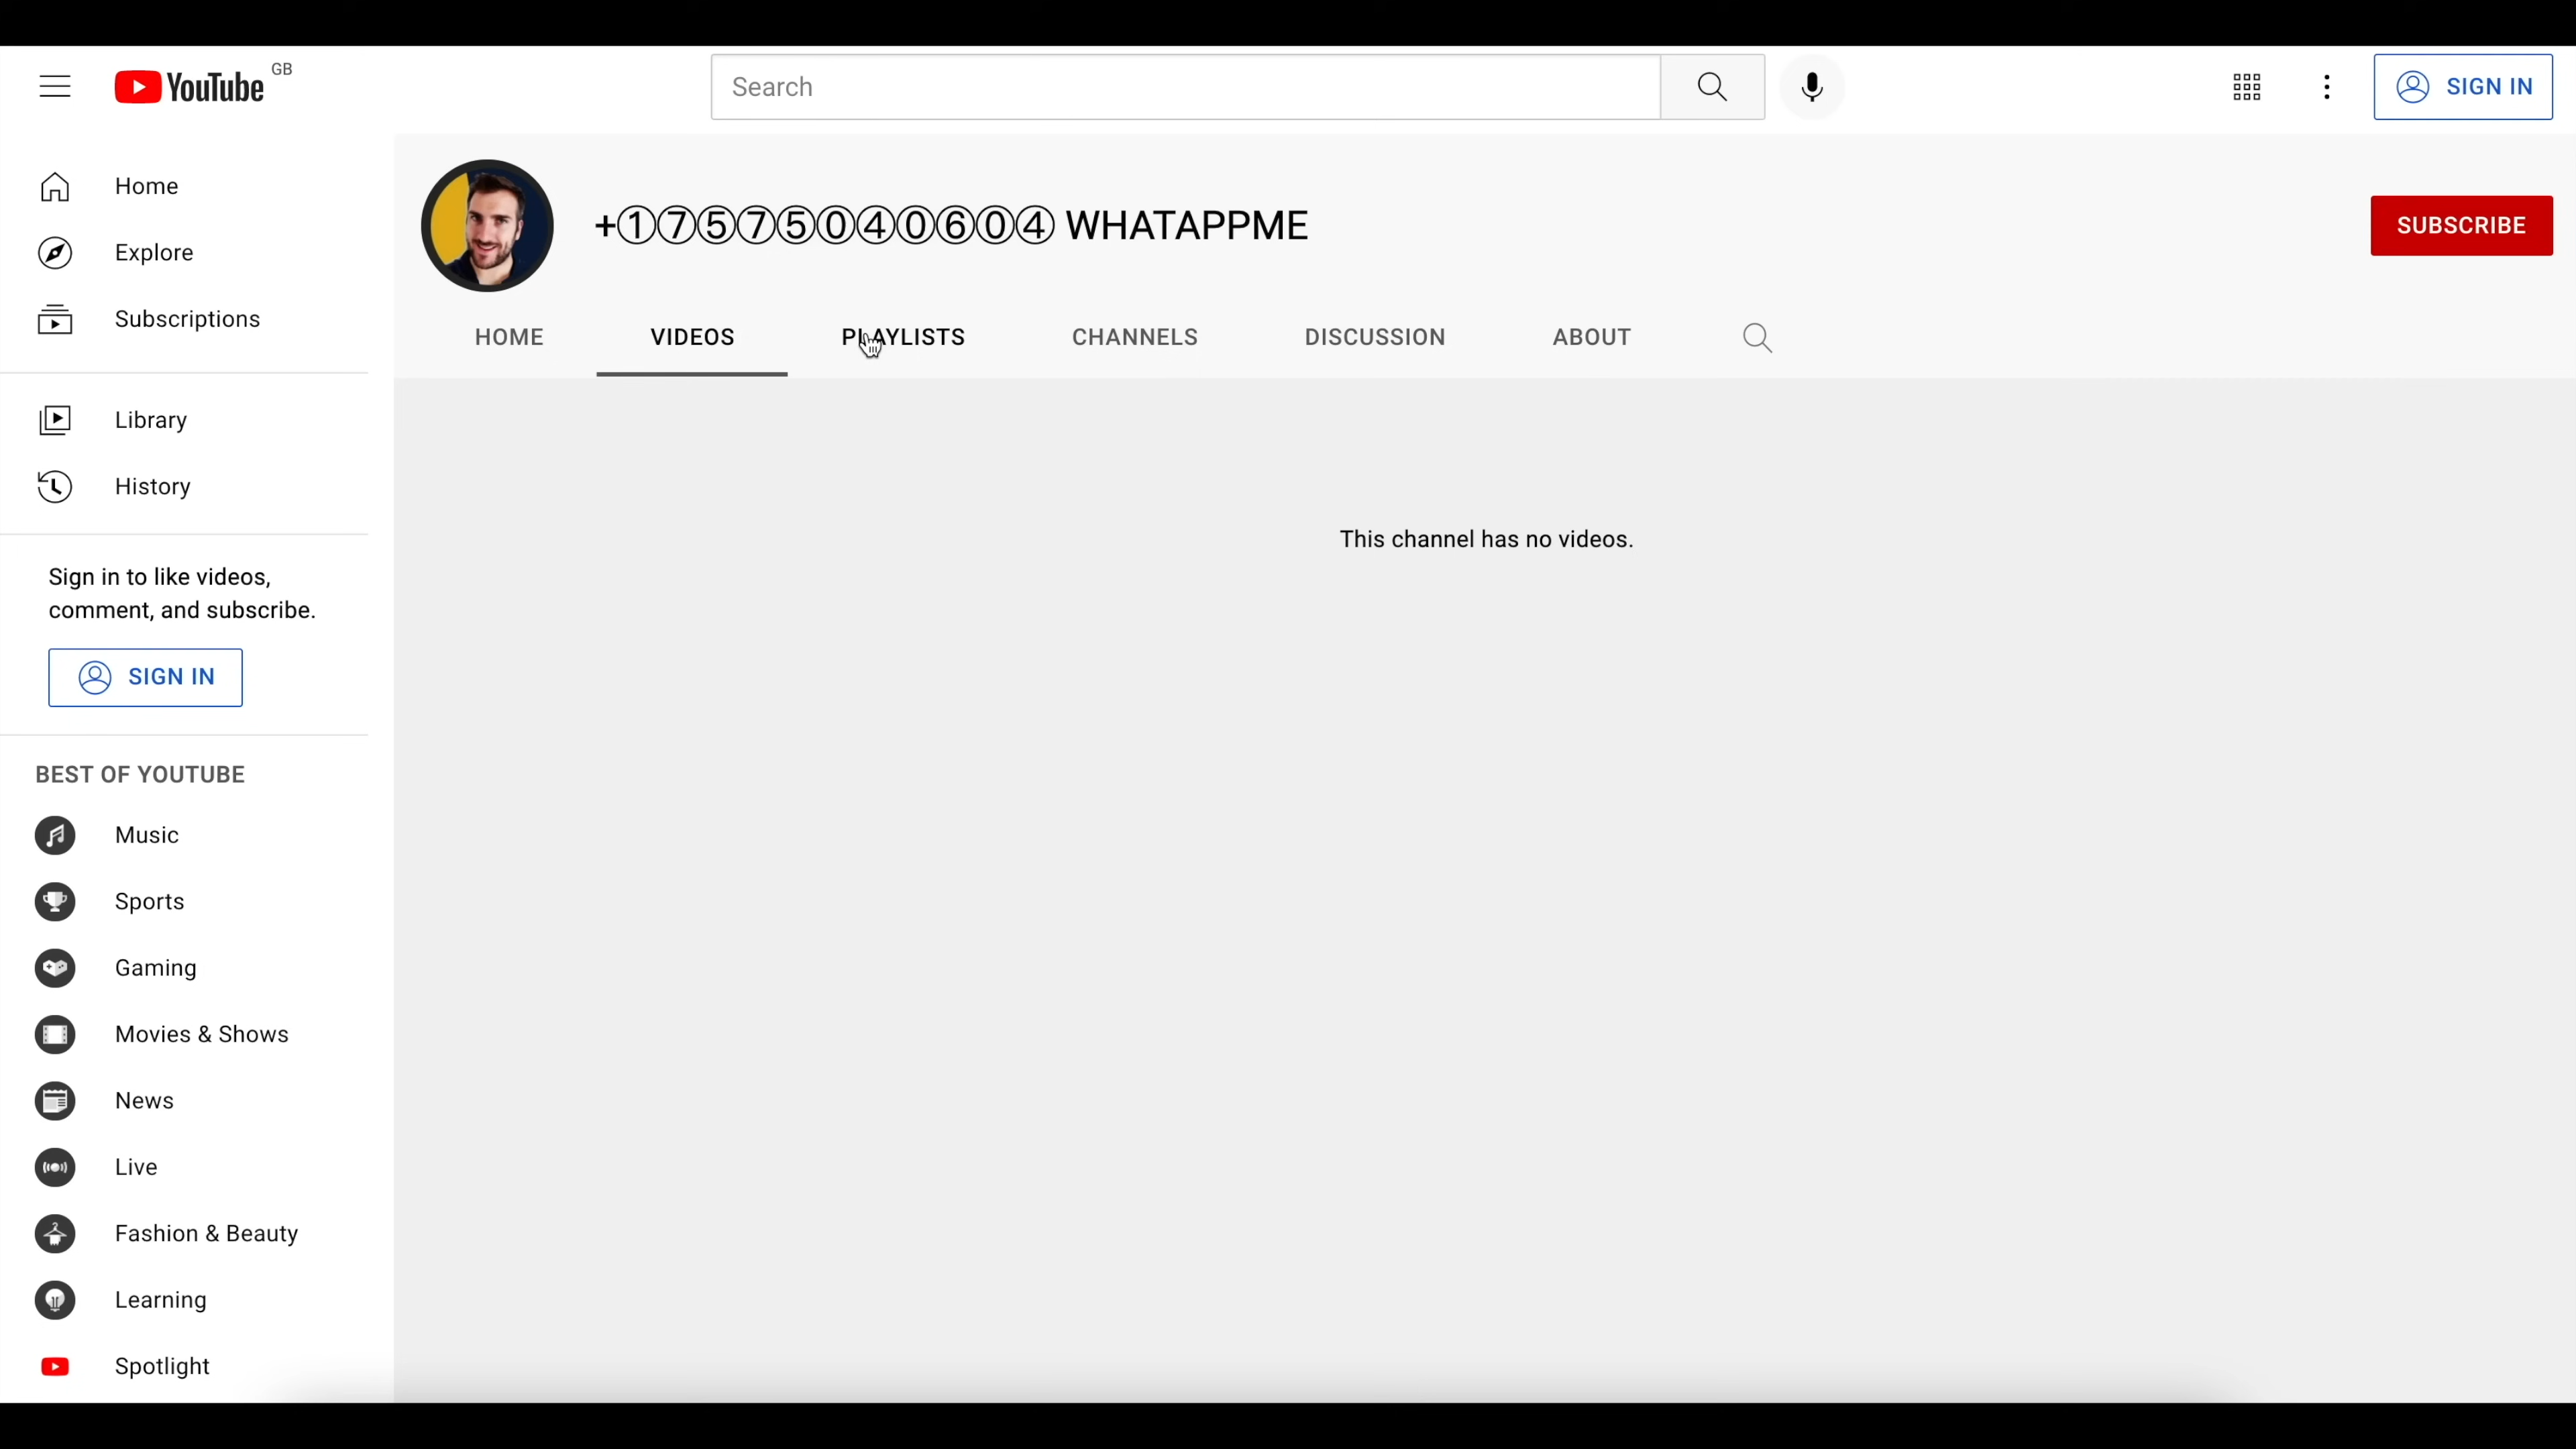 YouTube GB
Search
SIGN IN
Home
Explore
Subscriptions
Library
History
Sign in to like videos,
comment, and subscribe.
SIGN IN
BEST OF YOUTUBE
Music
Sports
Gaming
Movies & Shows
News
Live
Fashion & Beauty
Learning
Spotlight
+①⑦⑤⑦⑤⓪④⓪⑥⓪④ WHATAPPME
SUBSCRIBE
HOME VIDEOS PLAYLISTS CHANNELS DISCUSSION ABOUT
This channel has no videos.